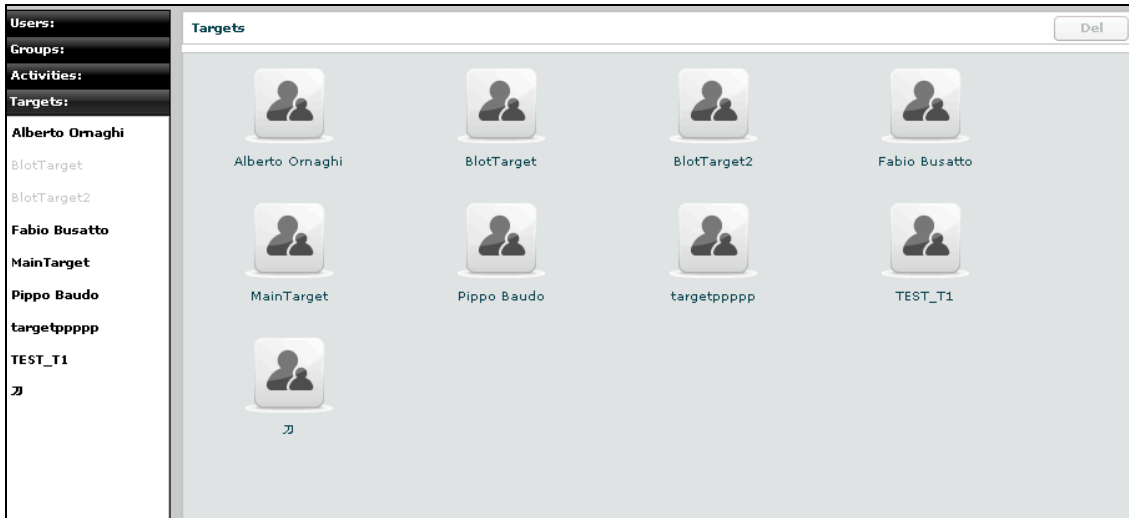 Users:
Groups:
Activities:
Targets:
Alberto Ornaghi
BlotTarget
BlotTarget2
Fabio Busatto
MainTarget
Pippo Baudo
targetppppp
TEST_T1
刀
Targets
Del
Alberto Ornaghi
BlotTarget
BlotTarget2
Fabio Busatto
MainTarget
Pippo Baudo
targetppppp
TEST_T1
刀